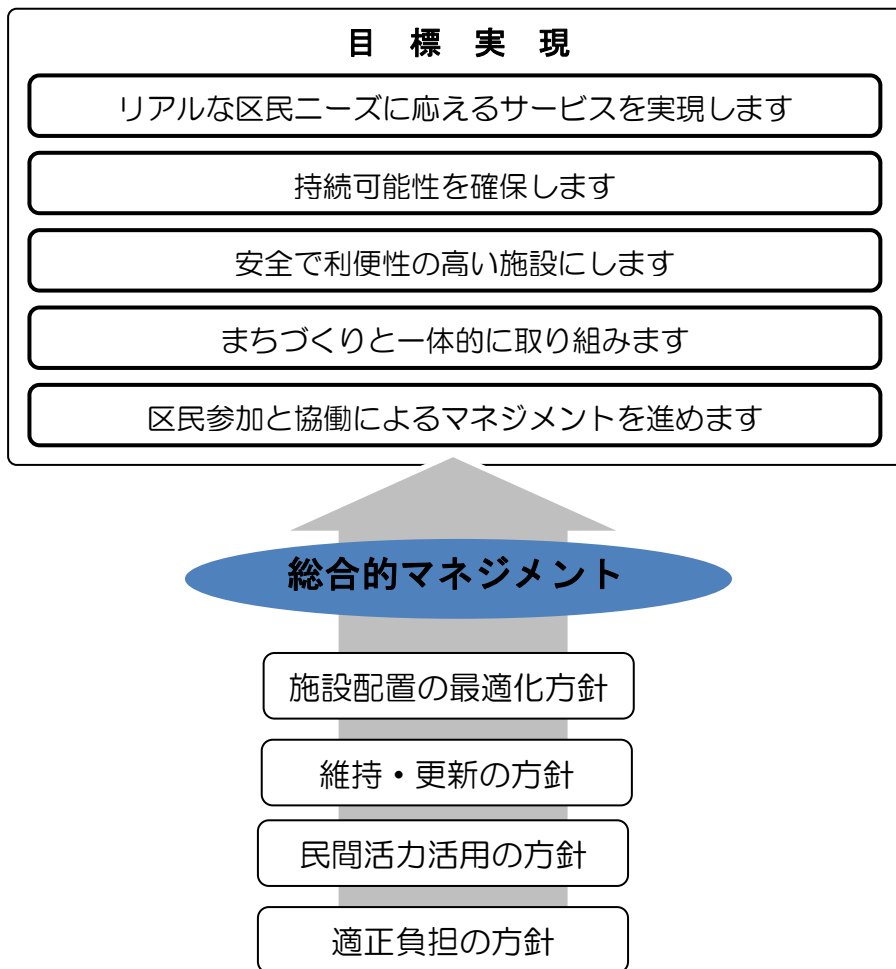 目標実現
リアルな区民ニーズに応えるサービスを実現します
持続可能性を確保します
安全で利便性の高い施設にします
まちづくりと一体的に取り組みます
区民参加と協働によるマネジメントを進めます
総合的マネジメント
施設配置の最適化方針
維持・更新の方針
民間活力活用の方針
適正負担の方針